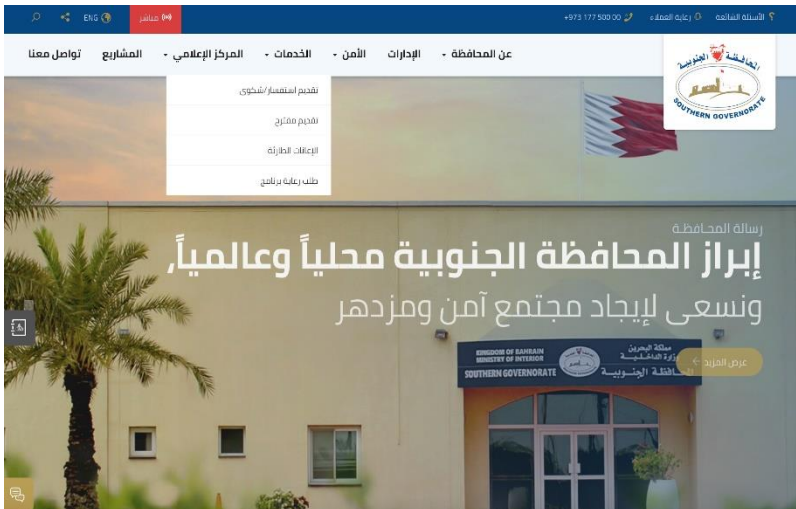 الأسئلة الشائعة
رعاية العملاء
+973 177 500 00
مباشر
ENG
المحافظة الجنوبية
SOUTHERN GOVERNORATE
عن المحافظة
الإدارات
الأمن
الخدمات
المركز الإعلامي
المشاريع
تواصل معنا
تقديم استفسار/شكوى
تقديم مقترح
الإعانات الطارئة
طلب رعاية برنامج
رسالة المحافظة
إبراز المحافظة الجنوبية محلياً وعالمياً,
ونسعى لإيجاد مجتمع آمن ومزدهر
عرض المزيد
مملكة البحرين
وزارة الداخلية
المحافظة الجنوبية
KINGDOM OF BAHRAIN
MINISTRY OF INTERIOR
SOUTHERN GOVERNORATE